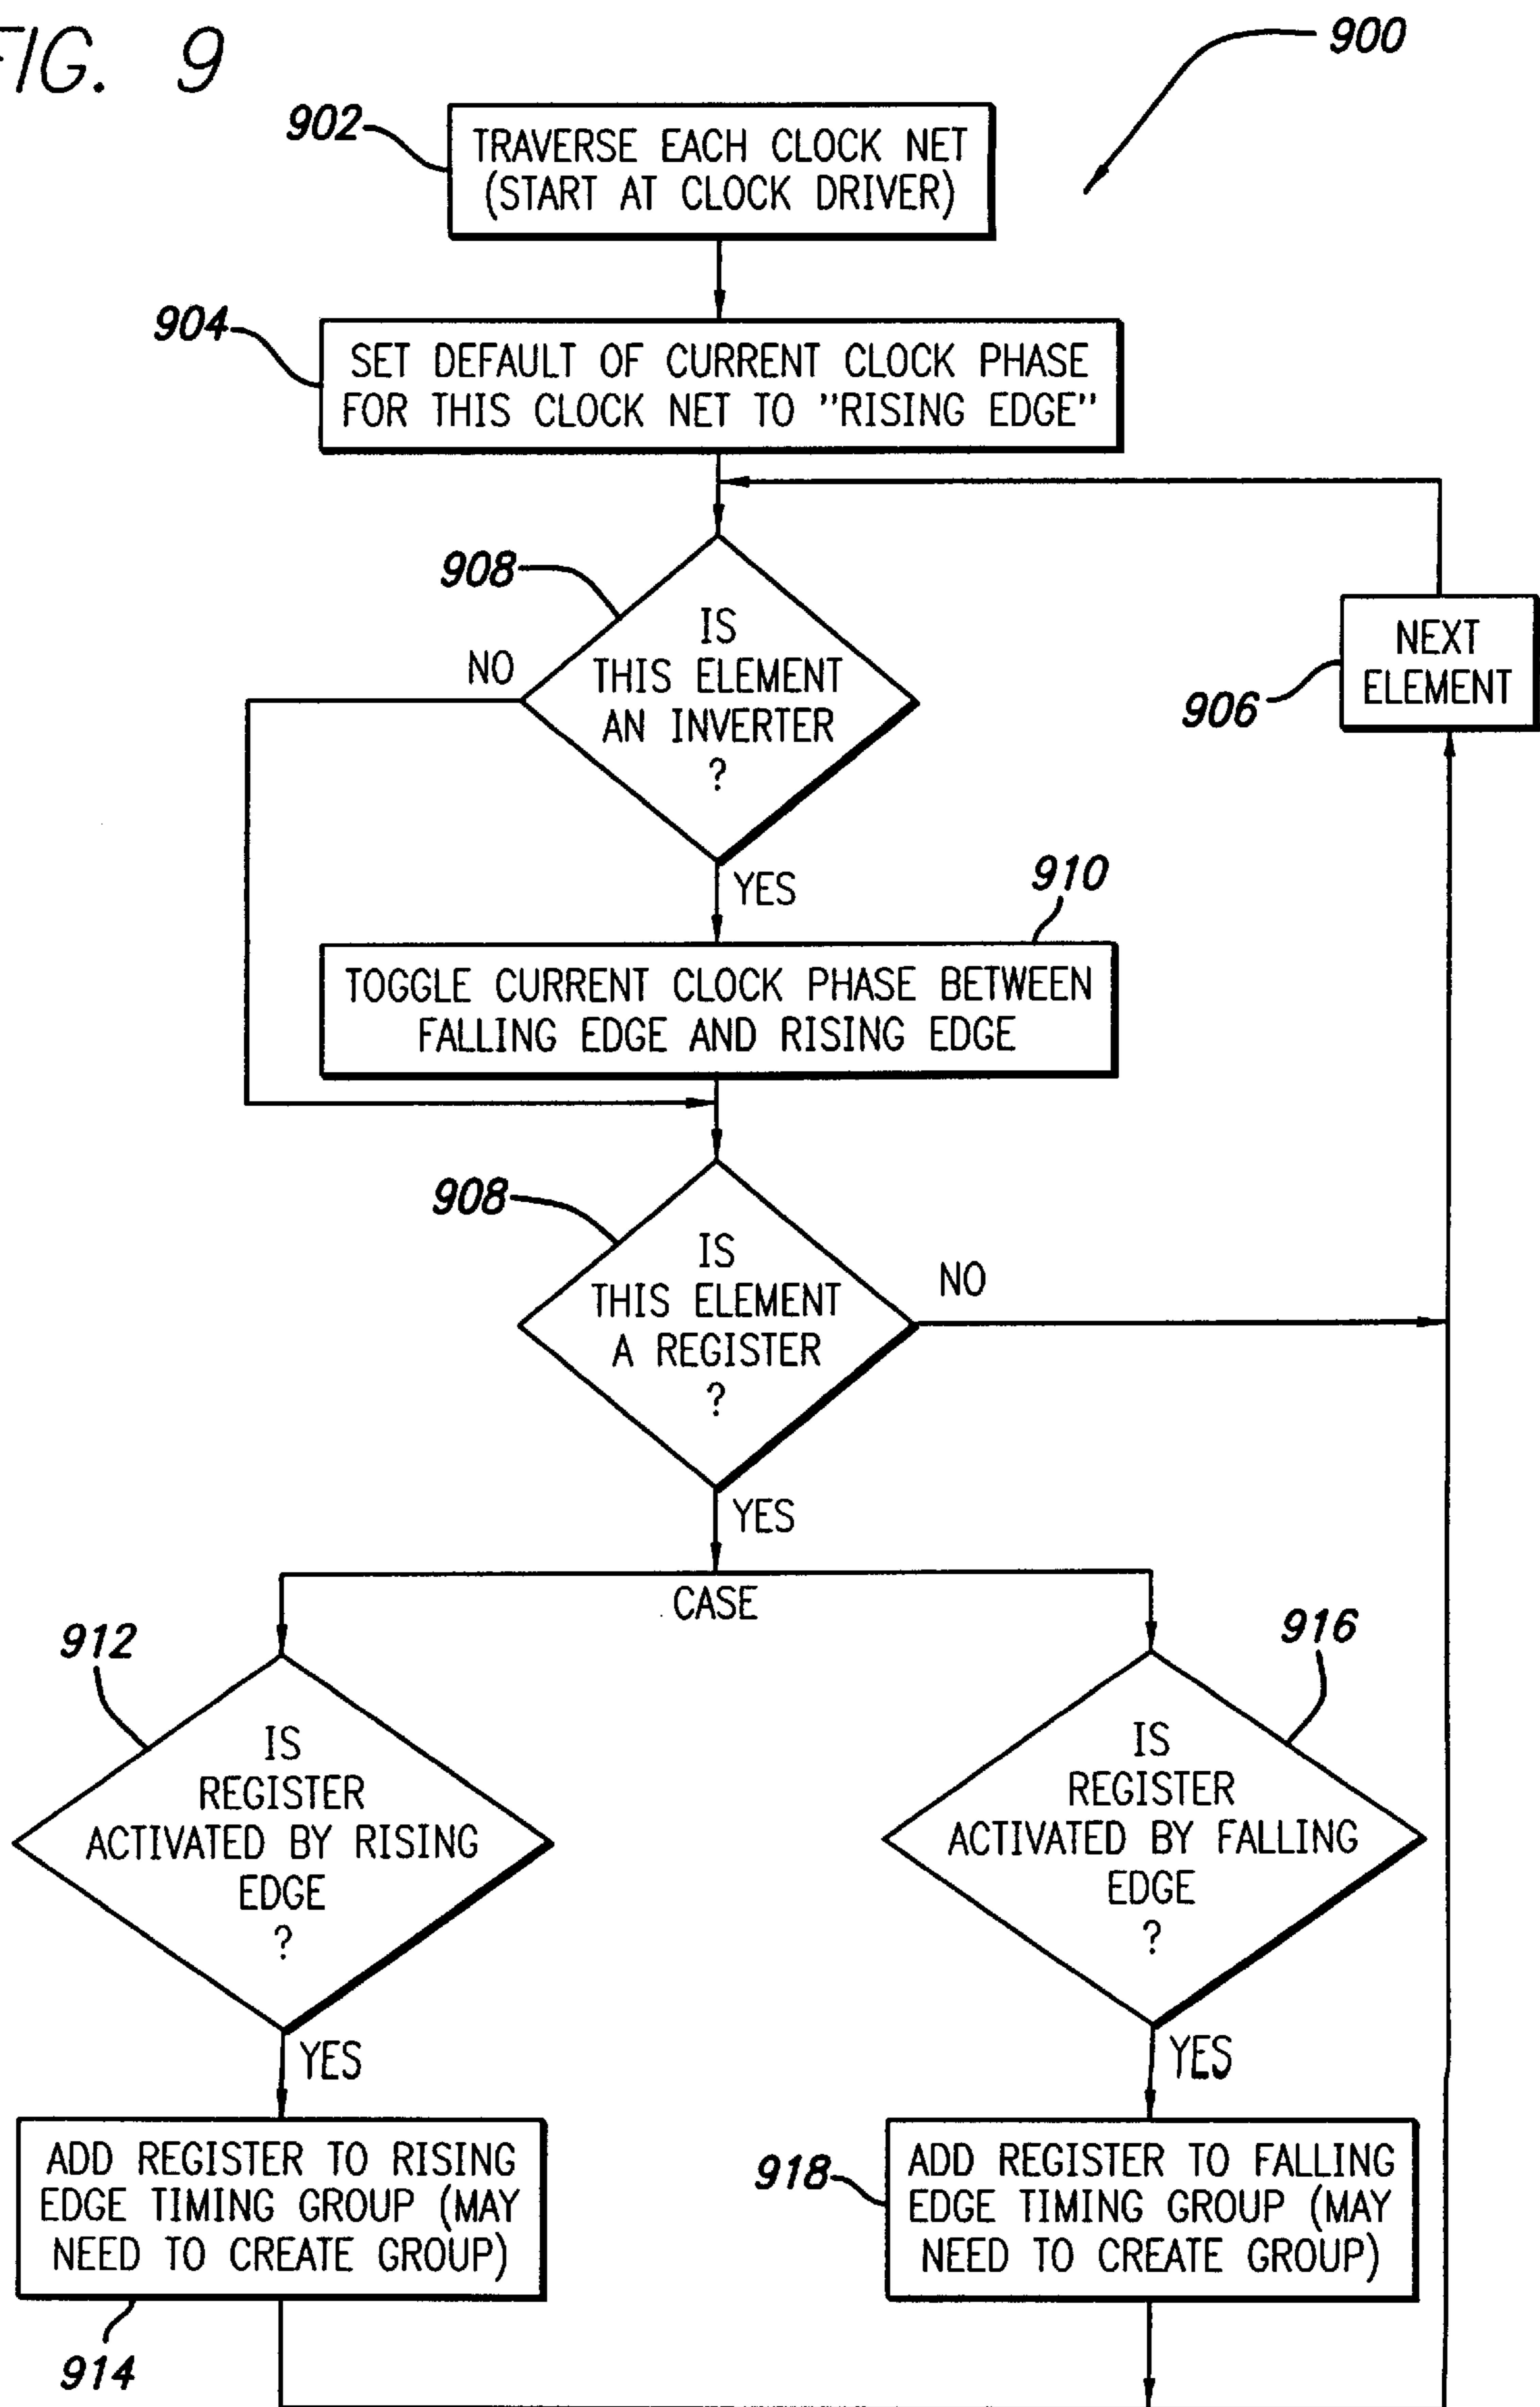 FIG. 9
900
902
TRAVERSE EACH CLOCK NET
(START AT CLOCK DRIVER)
904
SET DEFAULT OF CURRENT CLOCK PHASE
FOR THIS CLOCK NET TO "RISING EDGE"
908
IS
THIS ELEMENT
AN INVERTER
?
NO
NEXT
ELEMENT
906
YES
910
TOGGLE CURRENT CLOCK PHASE BETWEEN
FALLING EDGE AND RISING EDGE
908
IS
THIS ELEMENT
A REGISTER
?
NO
YES
CASE
912
IS
REGISTER
ACTIVATED BY RISING
EDGE
?
916
IS
REGISTER
ACTIVATED BY FALLING
EDGE
?
YES
YES
ADD REGISTER TO RISING
EDGE TIMING GROUP (MAY
NEED TO CREATE GROUP)
914
918
ADD REGISTER TO FALLING
EDGE TIMING GROUP (MAY
NEED TO CREATE GROUP)